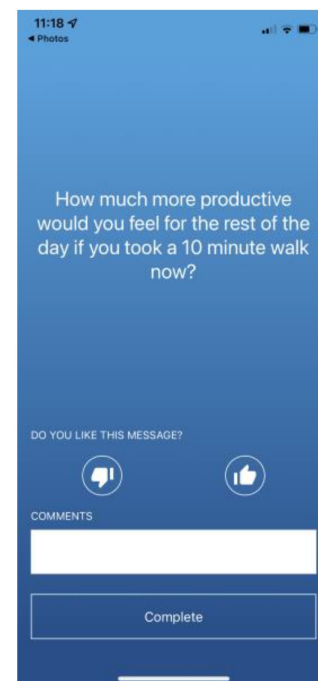 11:18
◀ Photos
How much more productive
would you feel for the rest of the
day if you took a 10 minute walk
now?
DO YOU LIKE THIS MESSAGE?
COMMENTS
Complete